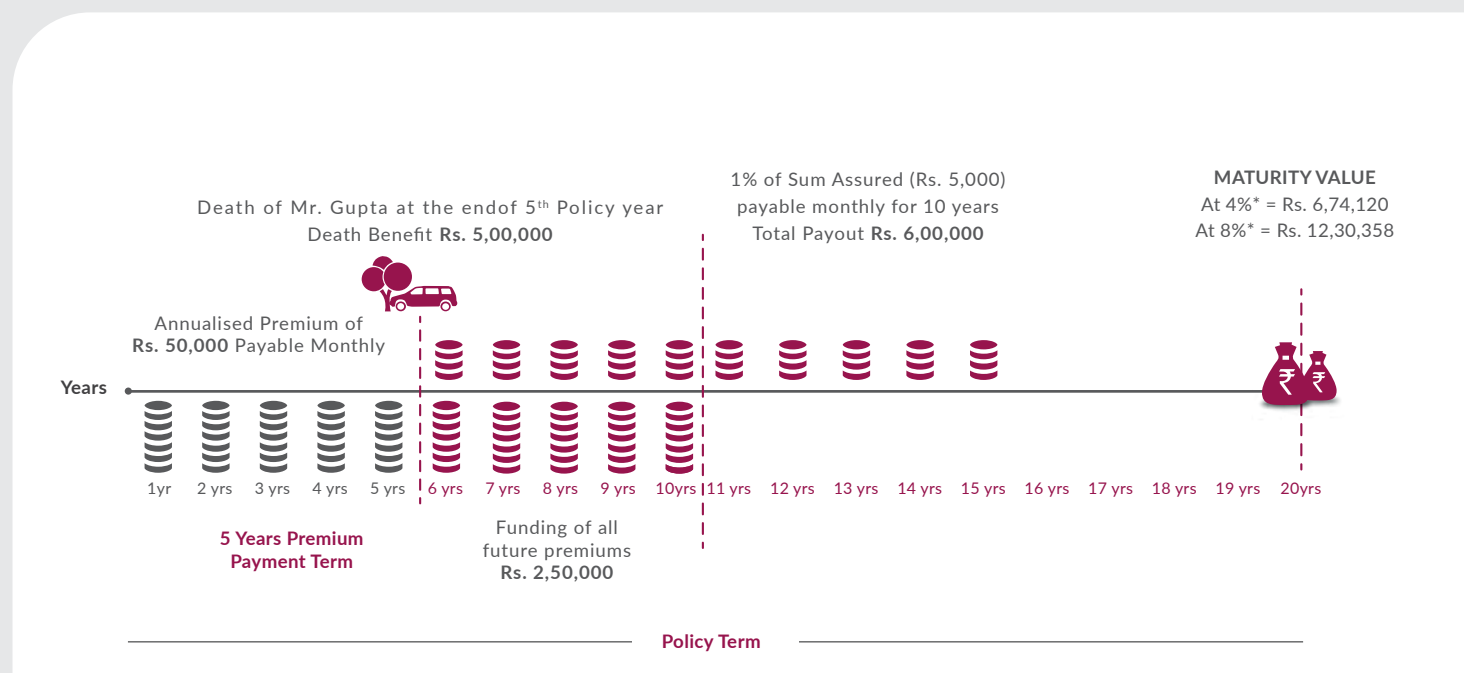 Death of Mr. Gupta at the endof 5th Policy year
Death Benefit Rs. 5,00,000
1% of Sum Assured (Rs. 5,000)
payable monthly for 10 years
Total Payout Rs. 6,00,000
MATURITY VALUE
At 4%* = Rs. 6,74,120
At 8%* = Rs. 12,30,358
Annualised Premium of
Rs. 50,000 Payable Monthly
Years
₹ ₹
1yr 2 yrs 3 yrs 4 yrs 5 yrs 6 yrs 7 yrs 8 yrs 9 yrs 10yrs 11 yrs 12 yrs 13 yrs 14 yrs 15 yrs 16 yrs 17 yrs 18 yrs 19 yrs 20yrs
5 Years Premium
Payment Term
Funding of all
future premiums
Rs. 2,50,000
Policy Term